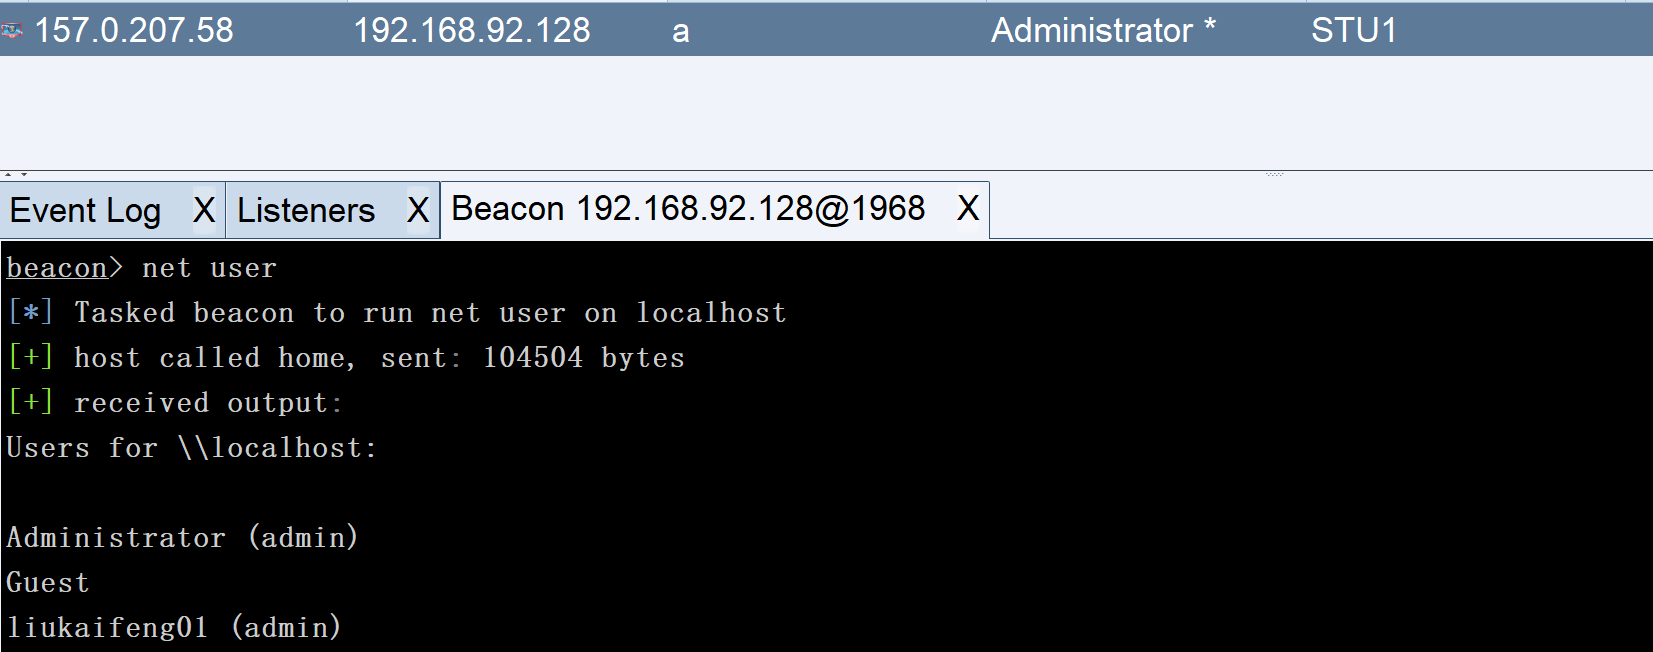 157.0.207.58 192.168.92.128 a Administrator * STU1
Event Log X Listeners X Beacon 192.168.92.128@1968 X
beacon> net user
[*] Tasked beacon to run net user on localhost
[+] host called home, sent: 104504 bytes
[+] received output:
Users for \\localhost:
Administrator (admin)
Guest
liukaifeng01 (admin)